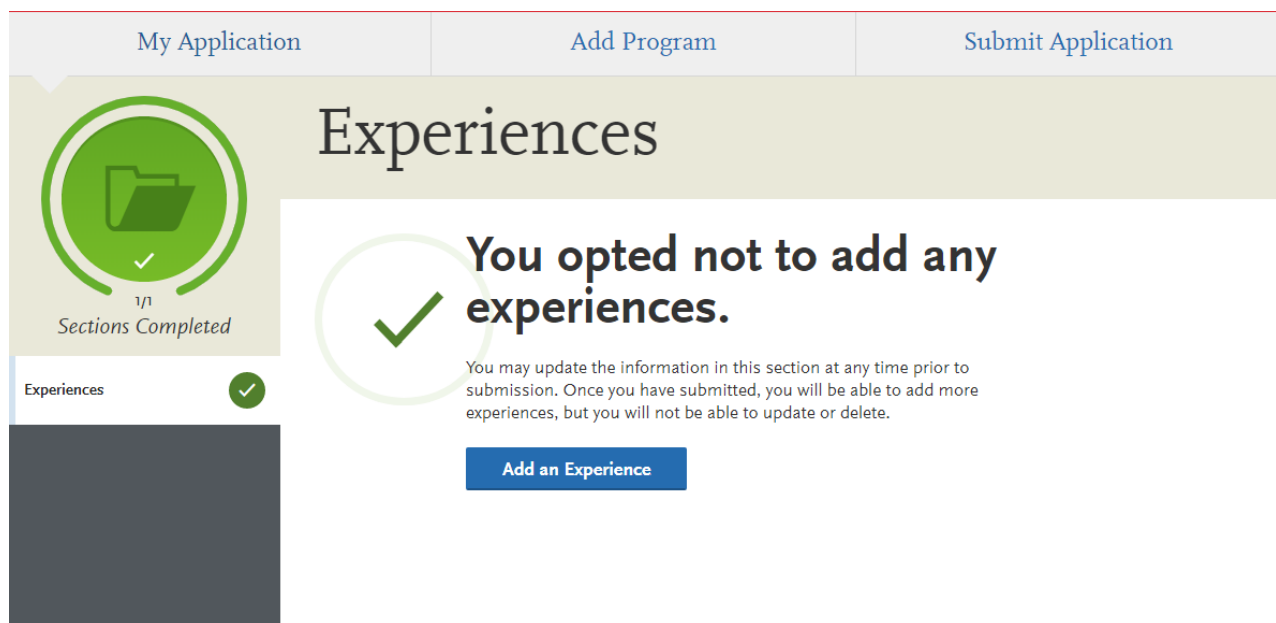 My Application
Add Program
Submit Application
Experiences
1/1
Sections Completed
Experiences
You opted not to add any
experiences.
You may update the information in this section at any time prior to
submission. Once you have submitted, you will be able to add more
experiences, but you will not be able to update or delete.
Add an Experience